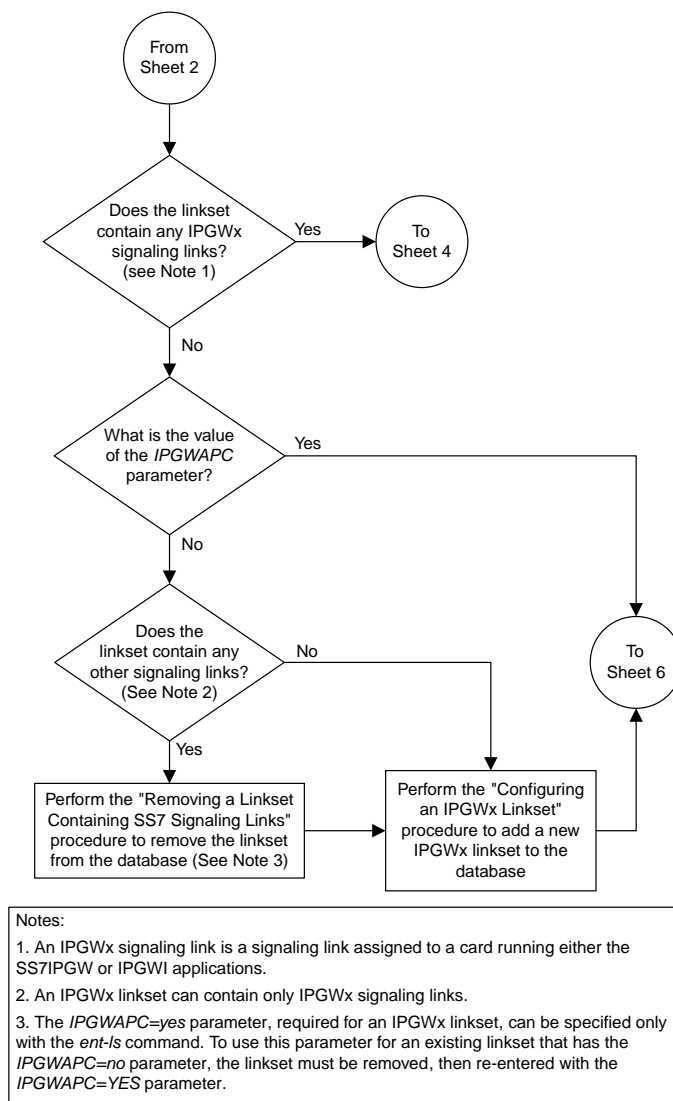 From
Sheet 2
Does the linkset
contain any IPGWx
signaling links?
(see Note 1)
Yes
To
Sheet 4
No
What is the value
of the IPGWAPC
parameter?
Yes
No
Does the
linkset contain any
other signaling links?
(See Note 2)
No
To
Sheet 6
Yes
Perform the "Removing a Linkset
Containing SS7 Signaling Links"
procedure to remove the linkset
from the database (See Note 3)
Perform the "Configuring
an IPGWx Linkset"
procedure to add a new
IPGWx linkset to the
database
Notes:
1. An IPGWx signaling link is a signaling link assigned to a card running either the
SS7IPGW or IPGWI applications.
2. An IPGWx linkset can contain only IPGWx signaling links.
3. The IPGWAPC=yes parameter, required for an IPGWx linkset, can be specified only
with the ent-ls command. To use this parameter for an existing linkset that has the
IPGWAPC=no parameter, the linkset must be removed, then re-entered with the
IPGWAPC=YES parameter.